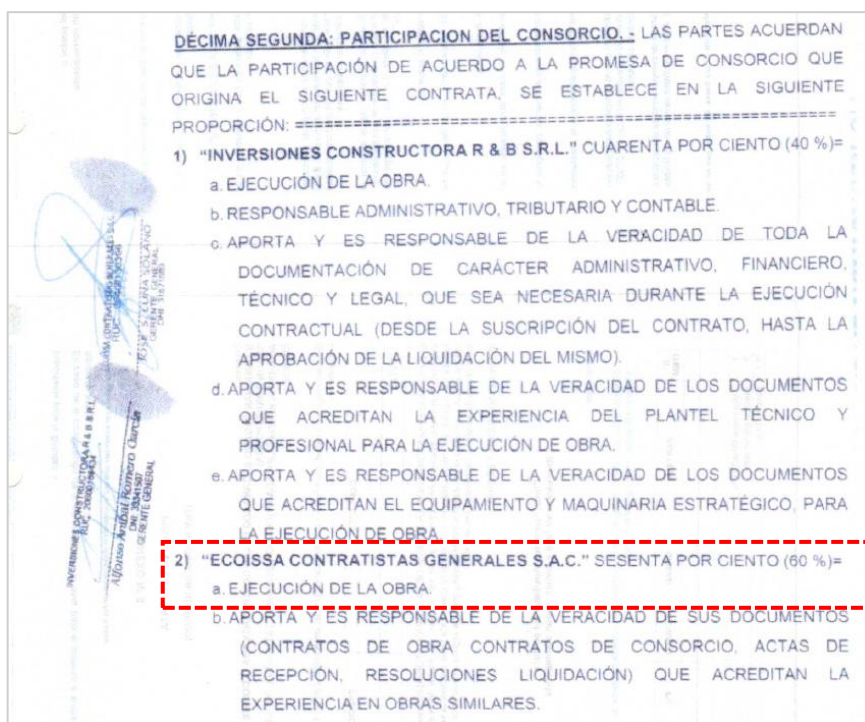 DÉCIMA SEGUNDA: PARTICIPACION DEL CONSORCIO. - LAS PARTES ACUERDAN
QUE LA PARTICIPACIÓN DE ACUERDO A LA PROMESA DE CONSORCIO QUE
ORIGINA EL SIGUIENTE CONTRATA, SE ESTABLECE EN LA SIGUIENTE
PROPORCIÓN: =======================================================
1) “INVERSIONES CONSTRUCTORA R & B S.R.L.” CUARENTA POR CIENTO (40 %)=
a. EJECUCIÓN DE LA OBRA.
b. RESPONSABLE ADMINISTRATIVO, TRIBUTARIO Y CONTABLE.
c. APORTA Y ES RESPONSABLE DE LA VERACIDAD DE TODA LA
DOCUMENTACIÓN DE CARÁCTER ADMINISTRATIVO, FINANCIERO,
TÉCNICO Y LEGAL, QUE SEA NECESARIA DURANTE LA EJECUCIÓN
CONTRACTUAL (DESDE LA SUSCRIPCIÓN DEL CONTRATO, HASTA LA
APROBACIÓN DE LA LIQUIDACIÓN DEL MISMO).
d. APORTA Y ES RESPONSABLE DE LA VERACIDAD DE LOS DOCUMENTOS
QUE ACREDITAN LA EXPERIENCIA DEL PLANTEL TÉCNICO Y
PROFESIONAL PARA LA EJECUCIÓN DE OBRA.
e. APORTA Y ES RESPONSABLE DE LA VERACIDAD DE LOS DOCUMENTOS
QUE ACREDITAN EL EQUIPAMIENTO Y MAQUINARIA ESTRATÉGICO, PARA
LA EJECUCIÓN DE OBRA.
2) “ECOISSA CONTRATISTAS GENERALES S.A.C.” SESENTA POR CIENTO (60 %)=
a. EJECUCIÓN DE LA OBRA.
b. APORTA Y ES RESPONSABLE DE LA VERACIDAD DE SUS DOCUMENTOS
(CONTRATOS DE OBRA CONTRATOS DE CONSORCIO, ACTAS DE
RECEPCIÓN, RESOLUCIONES LIQUIDACIÓN) QUE ACREDITAN LA
EXPERIENCIA EN OBRAS SIMILARES.
INVERSIONES CONSTRUCTORA R & B S.R.L.
RUC.
Alfonso Anibal Romero Garcia
DNI:
GERENTE GENERAL
GERENTE GENERAL
DNI